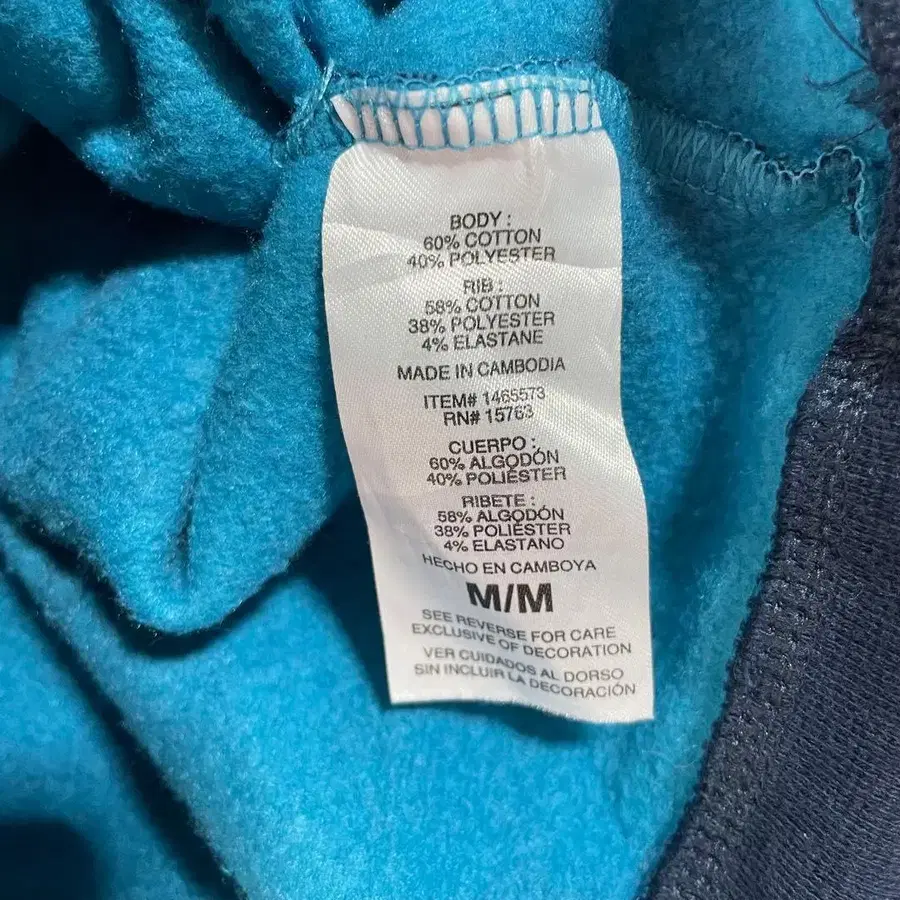 BODY :
60% COTTON
40% POLYESTER
RIB :
58% COTTON
38% POLYESTER
4% ELASTANE
MADE IN CAMBODIA
ITEM# 1465573
RN# 15763
CUERPO :
60% ALGODÓN
40% POLIÉSTER
RIBETE :
58% ALGODÓN
38% POLIÉSTER
4% ELASTANO
HECHO EN CAMBOYA
M/M
SEE REVERSE FOR CARE
EXCLUSIVE OF DECORATION
VER CUIDADOS AL DORSO
SIN INCLUIR LA DECORACIÓN